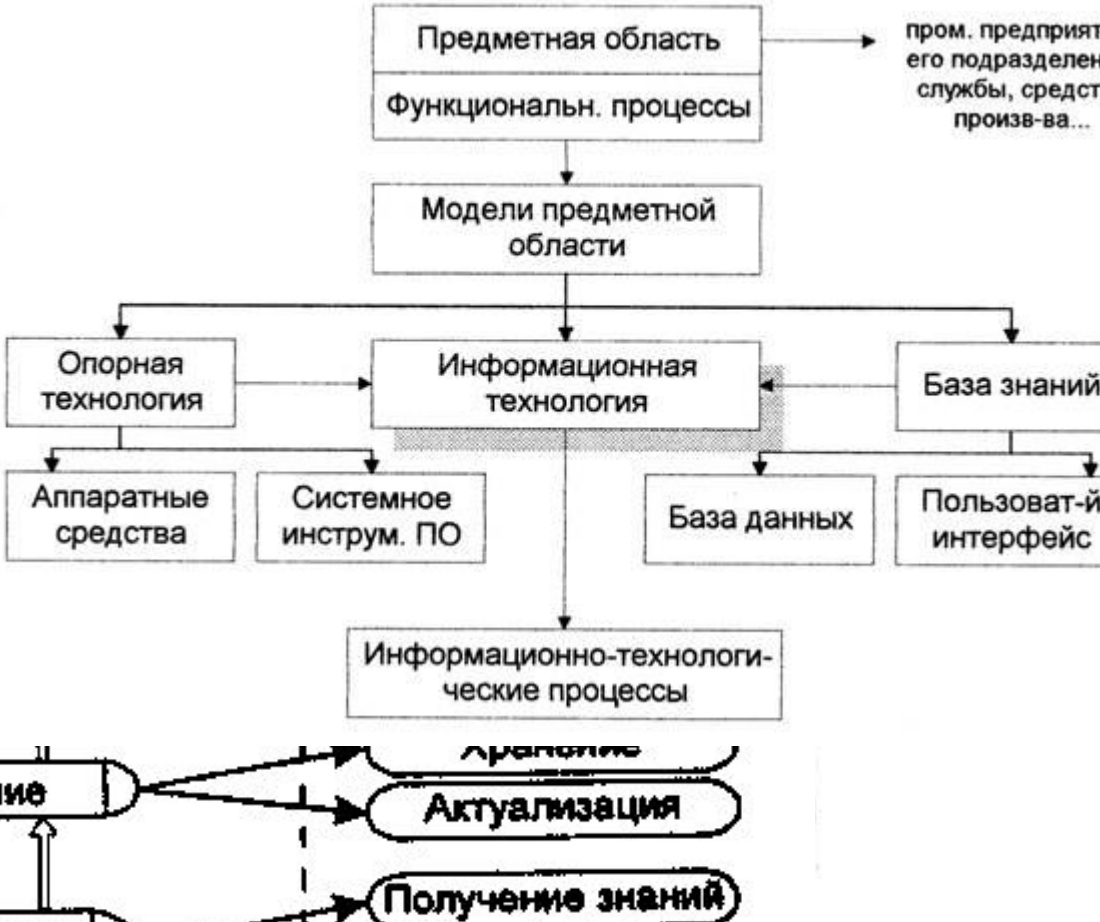 Предметная область
пром. предприят
его подразделен
службы, средст
произв-ва...
Функциональн. процессы
Модели предметной
области
Опорная
технология
Информационная
технология
База знаний
Аппаратные
средства
Системное
инструм. ПО
База данных
Пользоват-й
интерфейс
Информационно-технологи-
ческие процессы
Хранение
ие
Актуализация
Получение знаний